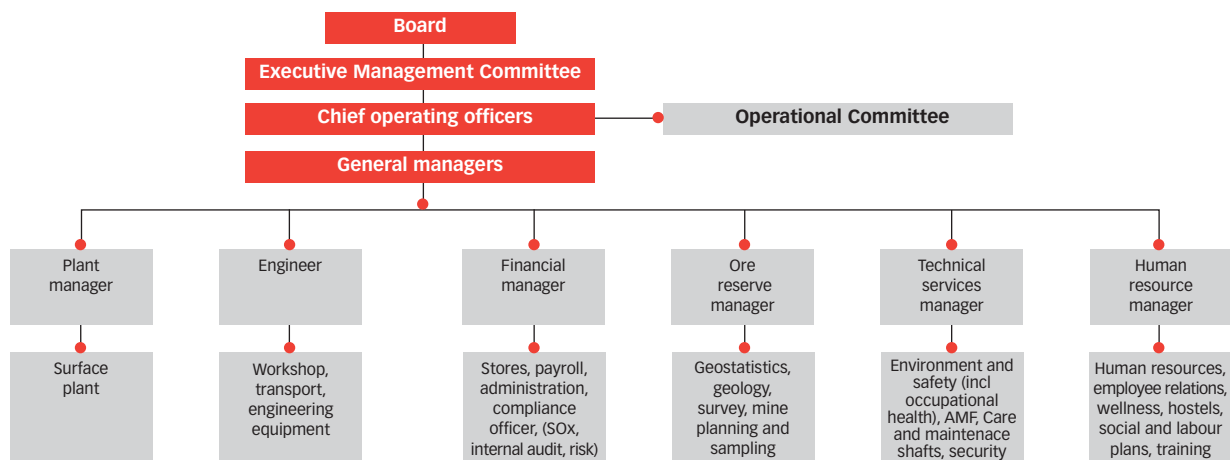 Board
Executive Management Committee
Chief operating officers
Operational Committee
General managers
Plant
manager
Engineer
Financial
manager
Ore
reserve
manager
Technical
services
manager
Human
resource
manager
Surface
plant
Workshop,
transport,
engineering
equipment
Stores, payroll,
administration,
compliance
officer, (SOx,
internal audit, risk)
Geostatistics,
geology,
survey, mine
planning and
sampling
Environment and
safety (incl
occupational
health), AMF, Care
and maintenace
shafts, security
Human resources,
employee relations,
wellness, hostels,
social and labour
plans, training